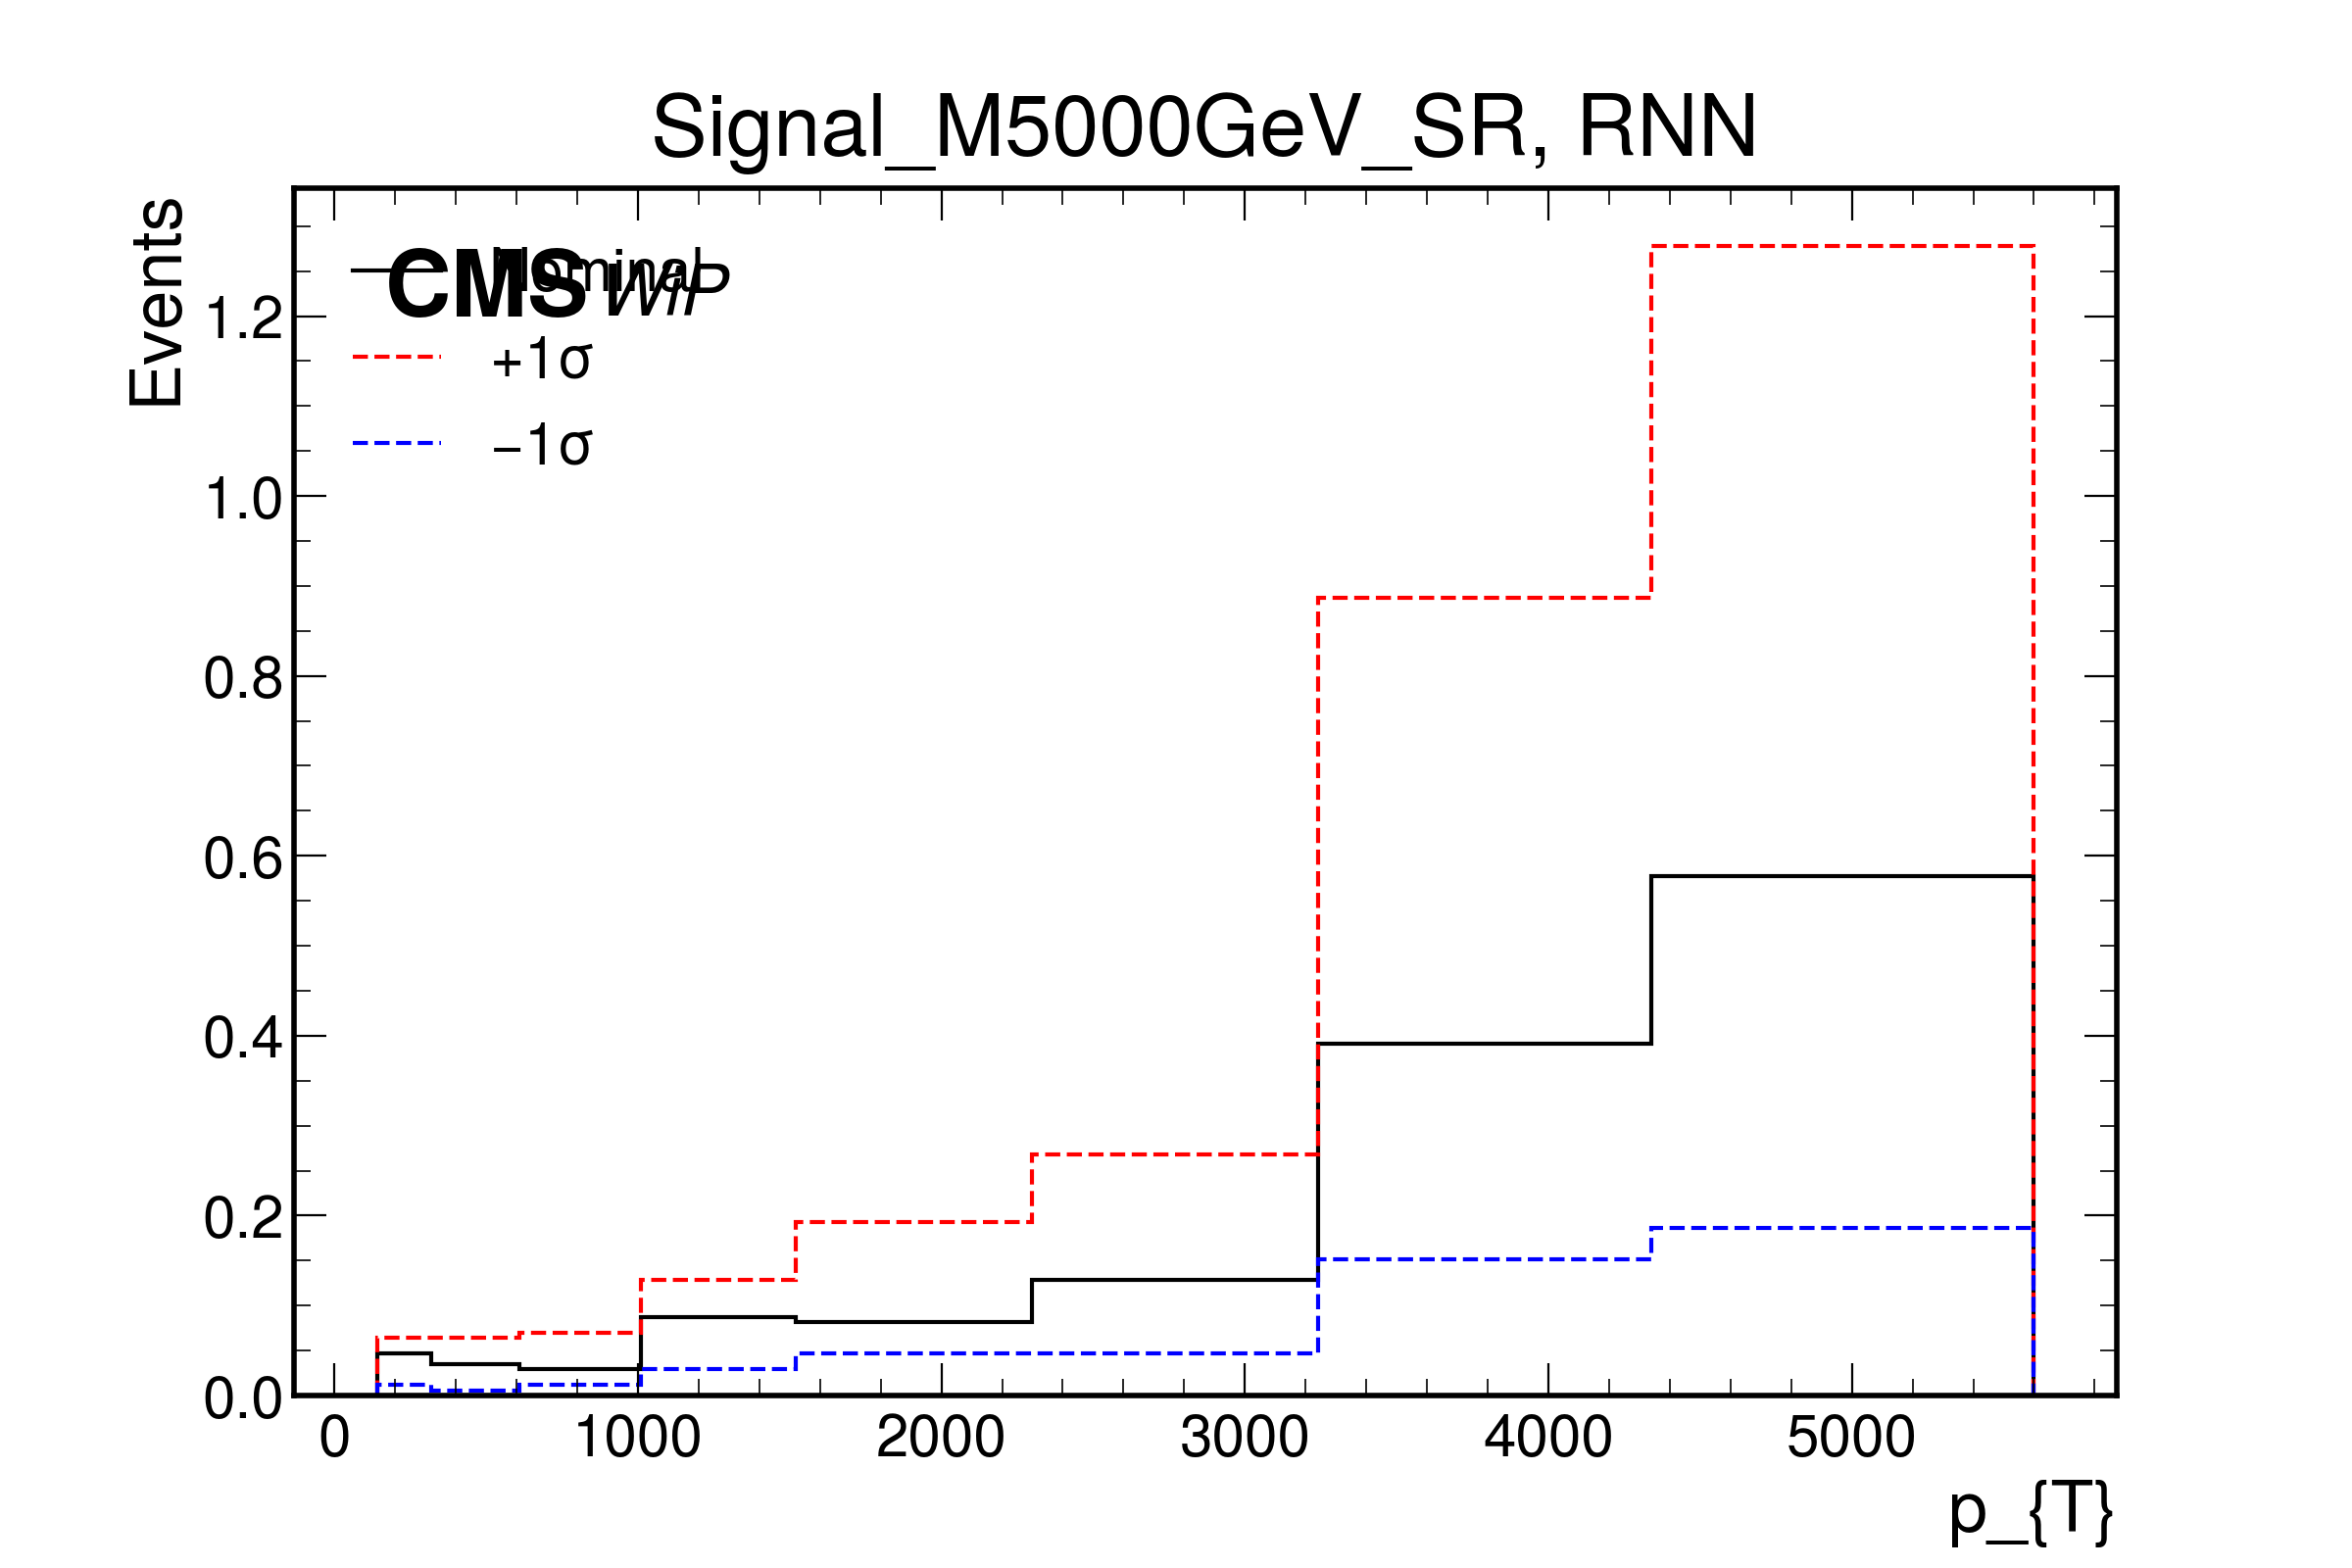 Signal_M5000GeV_SR, RNN
Events
CMS WiP
Nominal
+1σ
−1σ
1.2
1.0
0.8
0.6
0.4
0.2
0.0
0 1000 2000 3000 4000 5000
p_{T}